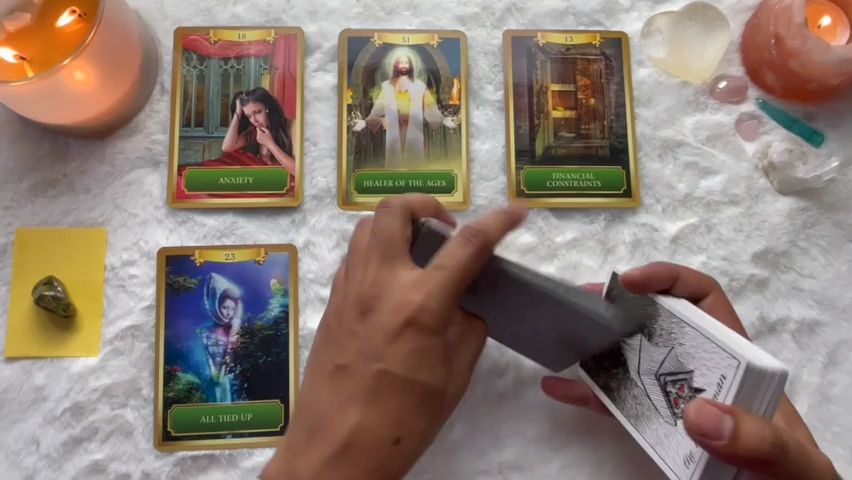 18
ANXIETY
51
HEALER OF THE AGES
13
FINANCIAL
CONSTRAINTS
23
ALL TIED UP